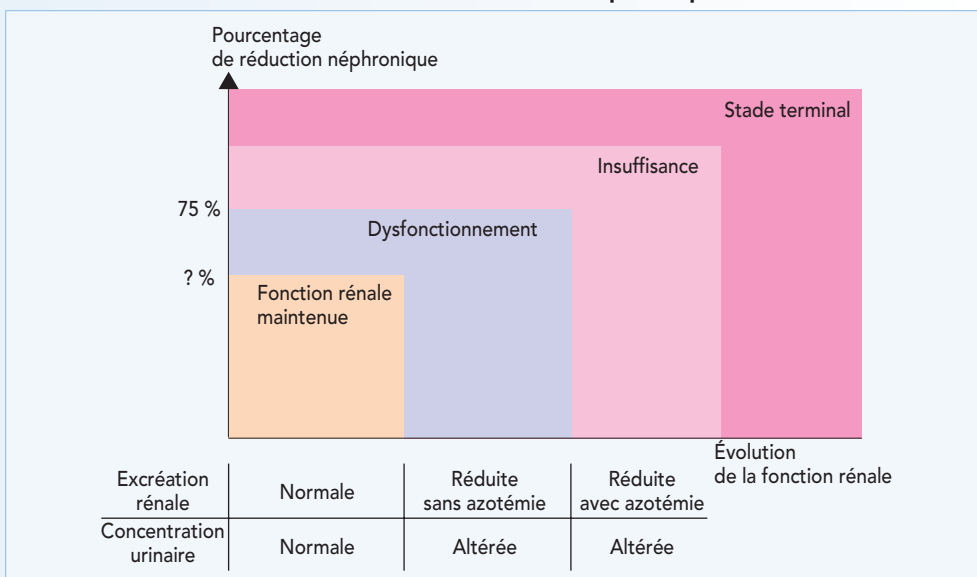 Pourcentage
de réduction néphronique
Stade terminal
Insuffisance
75 %
Dysfonctionnement
? %
Fonction rénale
maintenue
Évolution
de la fonction rénale
Excréation
rénale
Normale
Réduite
sans azotémie
Réduite
avec azotémie
Concentration
urinaire
Normale
Altérée
Altérée